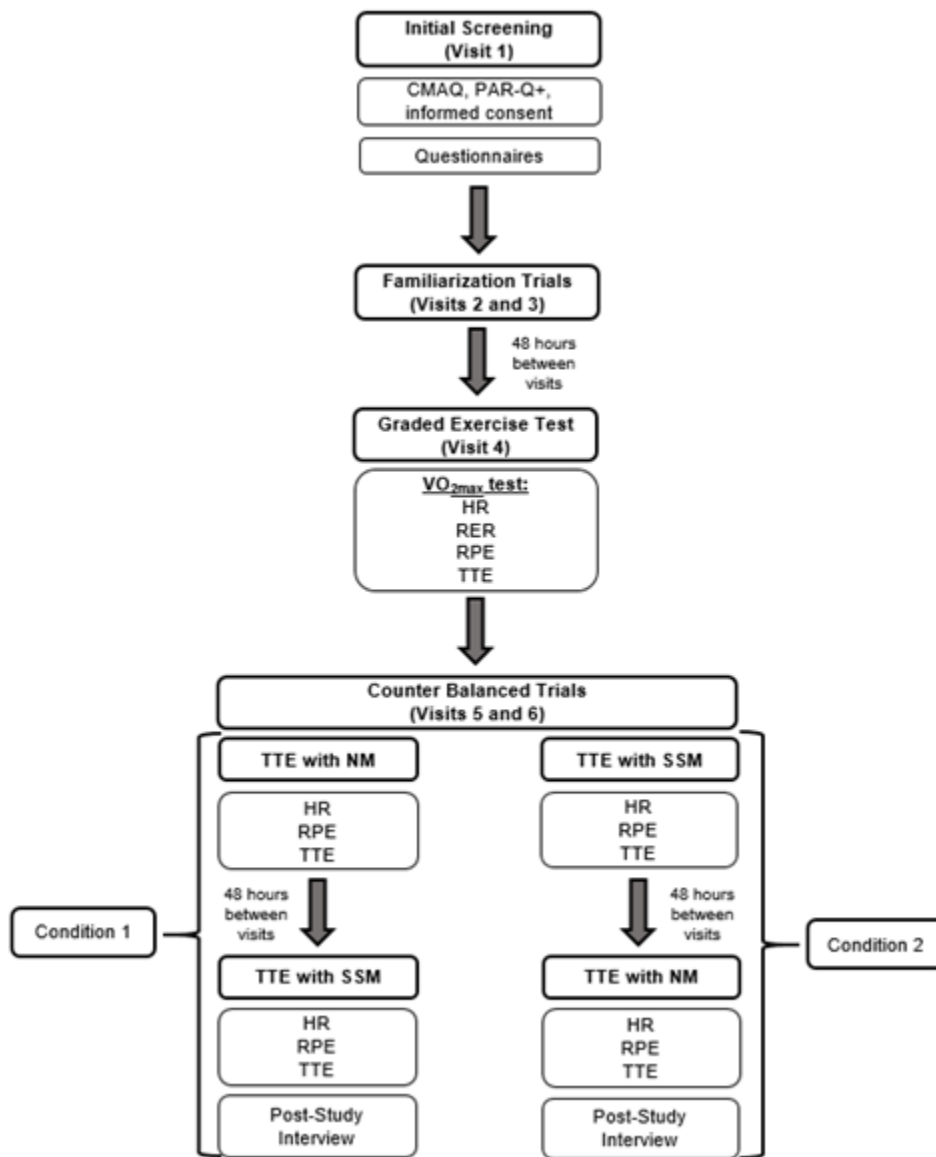 Initial Screening
(Visit 1)
CMAQ, PAR-Q+,
informed consent
Questionnaires
Familiarization Trials
(Visits 2 and 3)
48 hours
between
visits
Graded Exercise Test
(Visit 4)
VO2max test:
HR
RER
RPE
TTE
Counter Balanced Trials
(Visits 5 and 6)
Condition 1
TTE with NM
HR
RPE
TTE
48 hours
between
visits
TTE with SSM
HR
RPE
TTE
Post-Study
Interview
TTE with SSM
HR
RPE
TTE
48 hours
between
visits
TTE with NM
HR
RPE
TTE
Post-Study
Interview
Condition 2